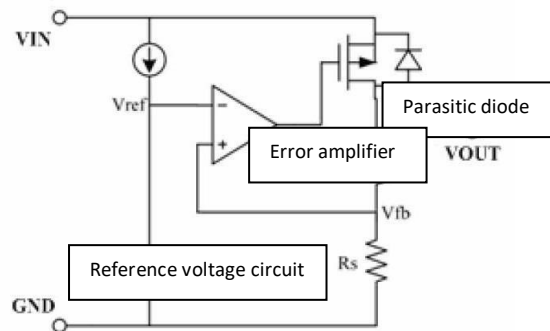 VIN
Vref
−
+
Parasitic diode
Error amplifier
VOUT
Vfb
Reference voltage circuit
Rs
GND